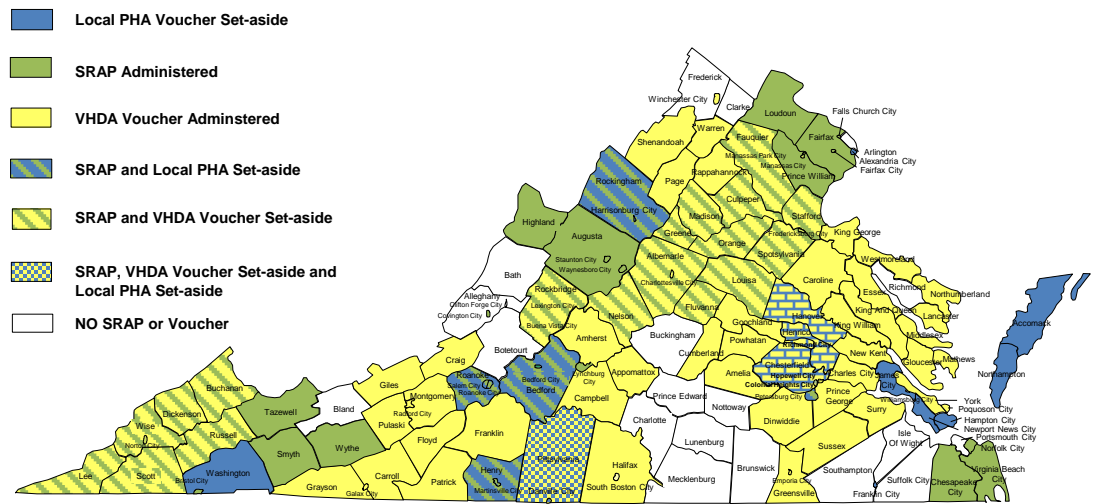 Local PHA Voucher Set-aside
SRAP Administered
VHDA Voucher Adminstered
SRAP and Local PHA Set-aside
SRAP and VHDA Voucher Set-aside
SRAP, VHDA Voucher Set-aside and
Local PHA Set-aside
NO SRAP or Voucher
Frederick
Winchester City
Clarke
Loudoun
Falls Church City
Warren
Shenandoah
Fauquier
Fairfax
Arlington
Alexandria City
Fairfax City
Manassas Park City
Manassas City
Prince William
Rappahannock
Page
Rockingham
Harrisonburg City
Culpeper
Madison
Stafford
Highland
Augusta
Greene
Orange
Fredericksburg City
King George
Spotsylvania
Westmoreland
Staunton City
Waynesboro City
Albemarle
Charlottesville City
Louisa
Caroline
Richmond
Bath
Essex
Northumberland
Rockbridge
Lexington City
Nelson
Fluvanna
Hanover
King And Queen
Lancaster
Accomack
Alleghany
Clifton Forge City
Covington City
Buena Vista City
Goochland
Henrico
King William
Middlesex
Botetourt
Amherst
Buckingham
Powhatan
Richmond City
New Kent
Gloucester
Mathews
Cumberland
Craig
Chesterfield
Charles City
James City
Northampton
Giles
Roanoke
Salem City
Roanoke City
Bedford City
Bedford
Lynchburg City
Appomattox
Amelia
Hopewell City
Colonial Heights City
Petersburg City
Prince George
Williamsburg City
York
Poquoson City
Hampton City
Newport News City
Portsmouth City
Norfolk City
Virginia Beach City
Chesapeake City
Buchanan
Dickenson
Wise
Norton City
Russell
Tazewell
Bland
Montgomery
Radford City
Pulaski
Campbell
Prince Edward
Nottoway
Charlotte
Dinwiddie
Surry
Isle Of Wight
Floyd
Franklin
Lunenburg
Sussex
Wythe
Smyth
Lee
Scott
Washington
Bristol City
Carroll
Grayson
Galax City
Patrick
Henry
Martinsville City
Danville City
Halifax
South Boston City
Mecklenburg
Brunswick
Emporia City
Greensville
Southampton
Franklin City
Suffolk City